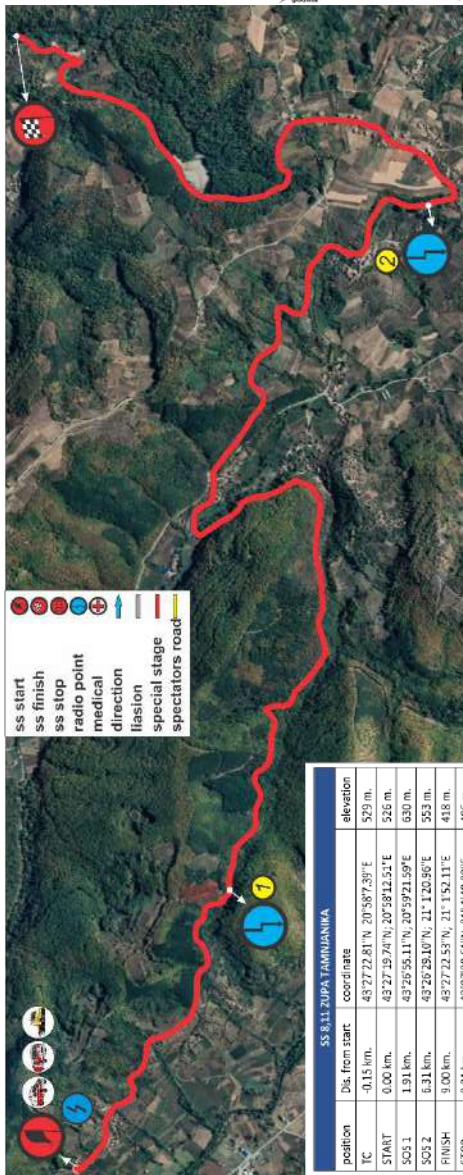 ss start
ss finish
ss stop
radio point
medical
direction
liasion
special stage
spectators road
1
2
SS 8,11 ZUPA TAMNJANIKA
position Dis. from start coordinate elevation
TC -0.15 km. 43°27'22.81"N 20°58'7.39"E 529 m.
START 0.00 km. 43°27'19.74"N; 20°58'12.51"E 526 m.
SOS 1 1.91 km. 43°26'55.11"N; 20°59'21.59"E 630 m.
SOS 2 6.31 km. 43°26'29.10"N; 21° 1'20.96"E 553 m.
FINISH 9.00 km. 43°27'22.53"N; 21° 1'52.11"E 418 m.